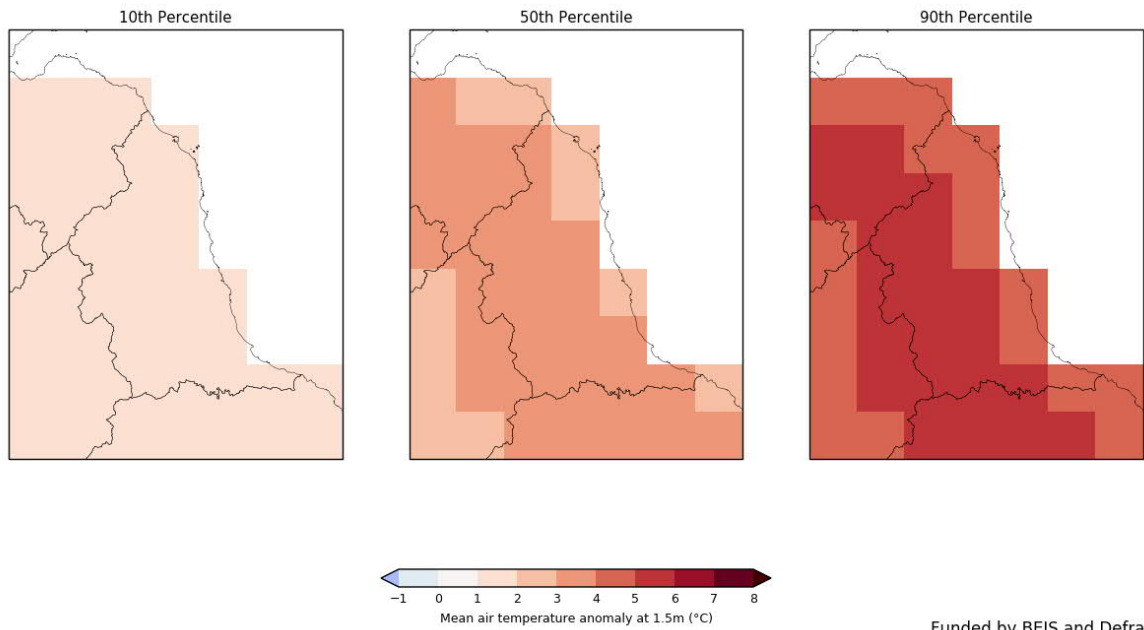 10th Percentile
50th Percentile
90th Percentile
−1 0 1 2 3 4 5 6 7 8
Mean air temperature anomaly at 1.5m (°C)
Funded by BEIS and Defra